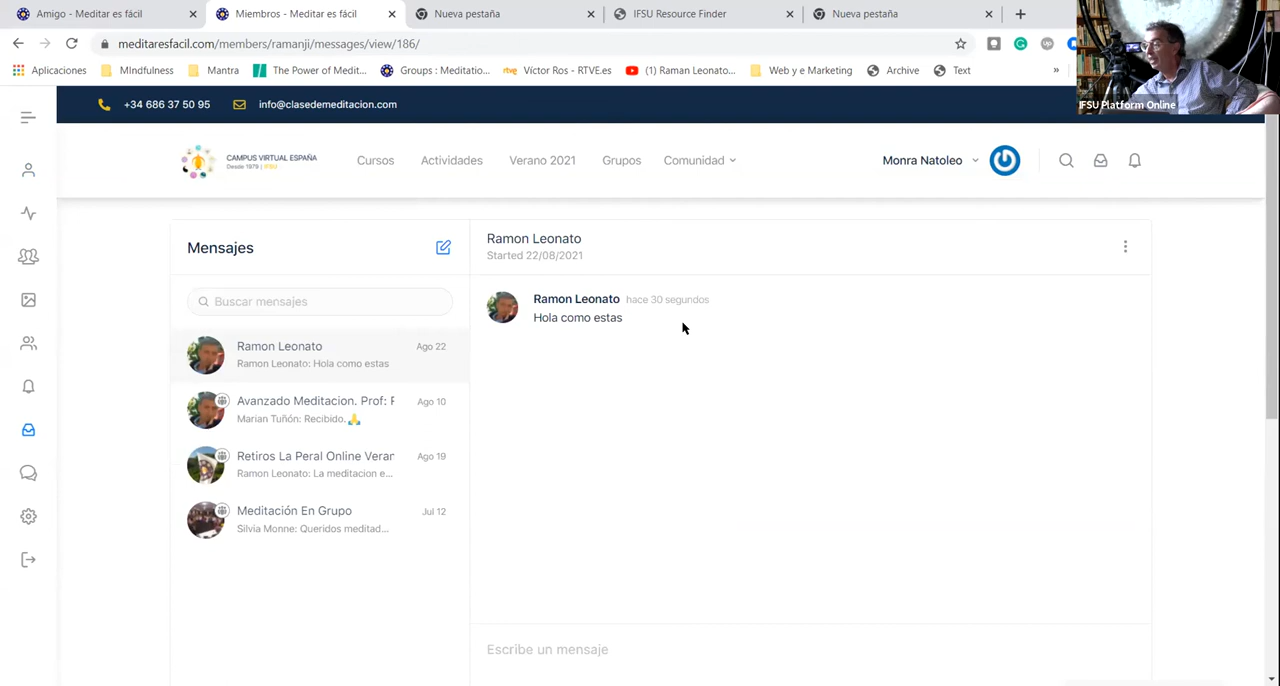 Amigo - Meditar es fácil
Miembros - Meditar es fácil
Nueva pestaña
IFSU Resource Finder
Nueva pestaña
meditaresfacil.com/members/ramanji/messages/view/186/
Aplicaciones
MIndfulness
Mantra
The Power of Medit...
Groups : Meditatio...
rtve
Víctor Ros - RTVE.es
(1) Raman Leonato...
Web y e Marketing
Archive
Text
»
IFSU Platform Online
+34 686 37 50 95
info@clasedemeditacion.com
CAMPUS VIRTUAL ESPAÑA
Desde 1979 | IFSU
Cursos
Actividades
Verano 2021
Grupos
Comunidad
Monra Natoleo
Mensajes
Buscar mensajes
Ramon Leonato
Ago 22
Ramon Leonato: Hola como estas
Avanzado Meditacion. Prof:
Ago 10
Marian Tuñón: Recibido. 🙏
Retiros La Peral Online Veran
Ago 19
Ramon Leonato: La meditacion e...
Meditación En Grupo
Jul 12
Silvia Monne: Queridos meditad...
Ramon Leonato
Started 22/08/2021
Ramon Leonato hace 30 segundos
Hola como estas
Escribe un mensaje